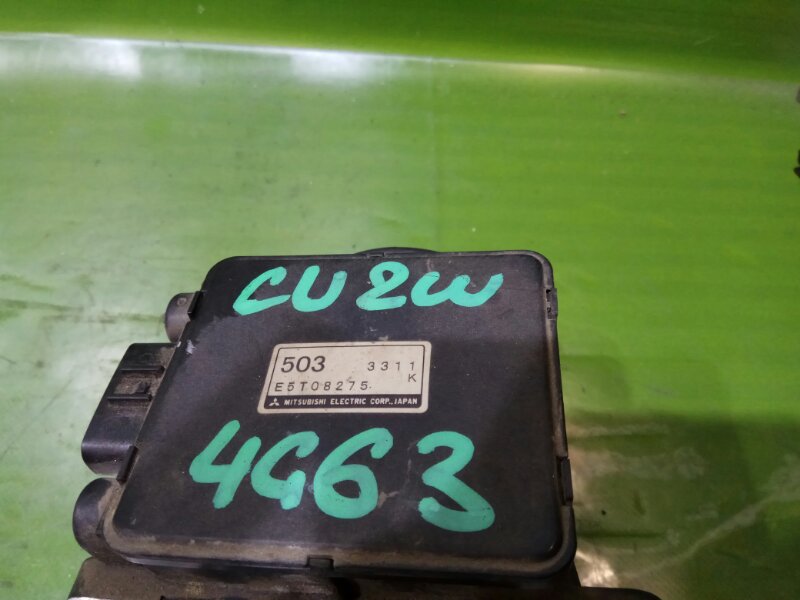 CU2W
503 3311
E5T08275 K
MITSUBISHI ELECTRIC CORP., JAPAN
4G63